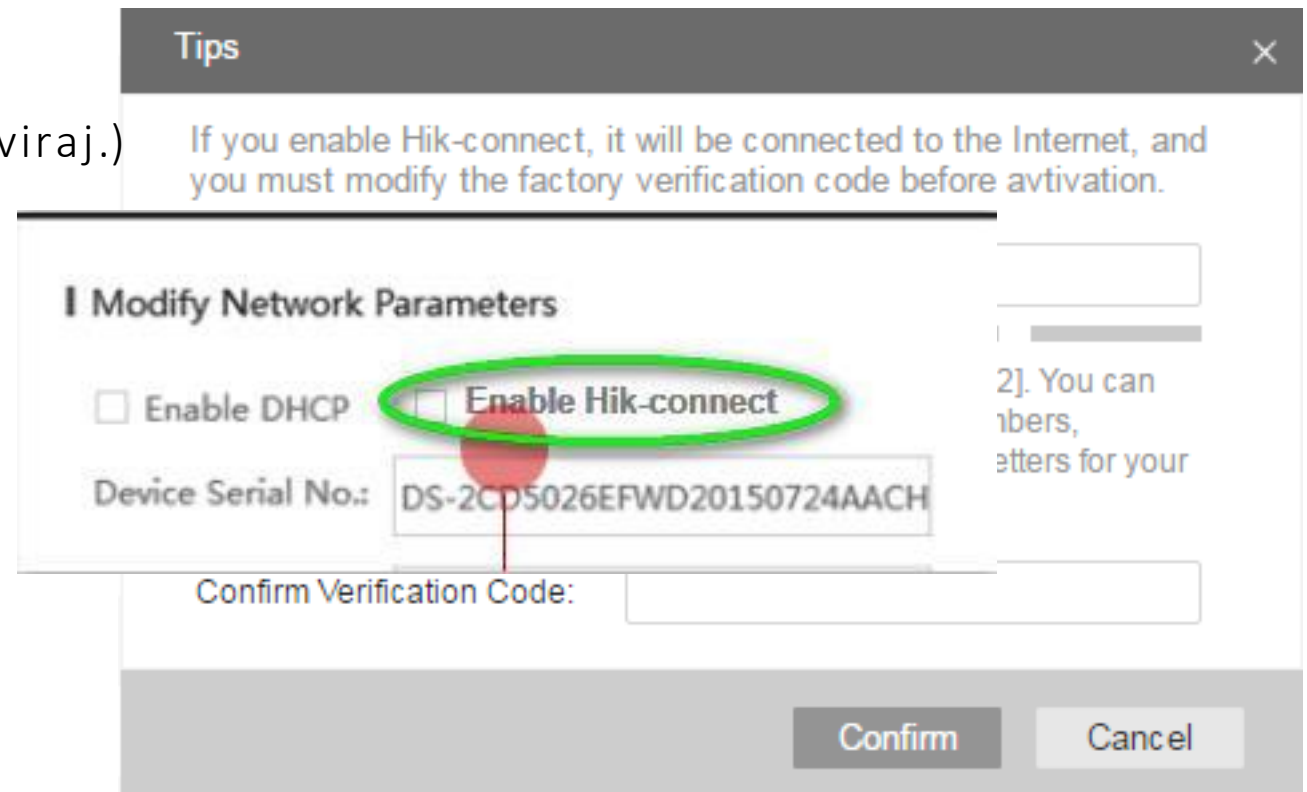 Tips
viraj.)
If you enable Hik-connect, it will be connected to the Internet, and
you must modify the factory verification code before avtivation.
Modify Network Parameters
Enable DHCP Enable Hik-connect
2]. You can
Device Serial No.: DS-2CD5026EFWD20150724AACH
for your
Confirm Verification Code:
Confirm Cancel